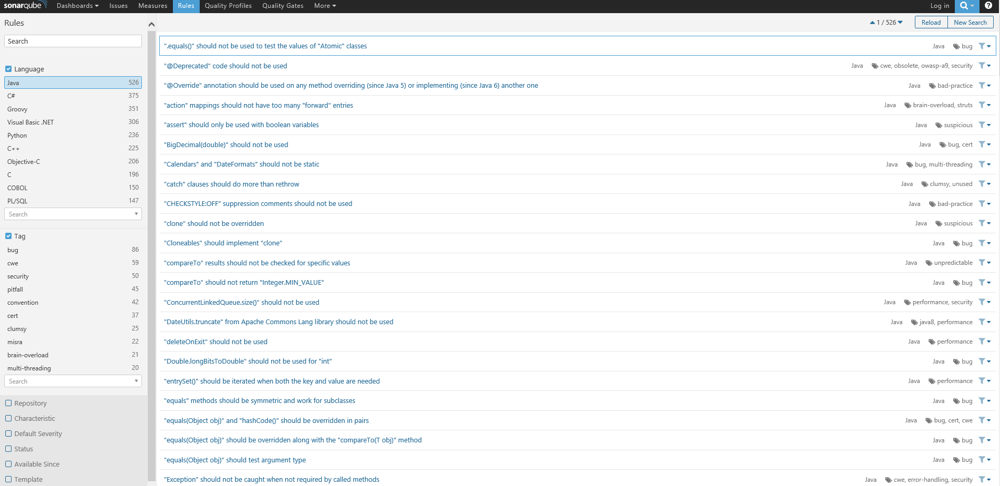 sonarqube Dashboards Issues Measures Rules Quality Profiles Quality Gates More Log in ?
Rules
1 / 526 Reload New Search
Search
Language
Java 526
C# 375
Groovy 351
Visual Basic .NET 306
Python 236
C++ 225
Objective-C 206
C 196
COBOL 150
PL/SQL 147
Search
Tag
bug 86
cwe 59
security 50
pitfall 45
convention 42
cert 37
clumsy 25
misra 22
brain-overload 21
multi-threading 20
Search
Repository
Characteristic
Default Severity
Status
Available Since
Template
".equals()" should not be used to test the values of "Atomic" classes Java bug
"@Deprecated" code should not be used Java cwe, obsolete, owasp-a9, security
"@Override" annotation should be used on any method overriding (since Java 5) or implementing (since Java 6) another one Java bad-practice
"action" mappings should not have too many "forward" entries Java brain-overload, struts
"assert" should only be used with boolean variables Java suspicious
"BigDecimal(double)" should not be used Java bug, cert
"Calendars" and "DateFormats" should not be static Java bug, multi-threading
"catch" clauses should do more than rethrow Java clumsy, unused
"CHECKSTYLE:OFF" suppression comments should not be used Java bad-practice
"clone" should not be overridden Java suspicious
"Cloneables" should implement "clone" Java bug
"compareTo" results should not be checked for specific values Java unpredictable
"compareTo" should not return "Integer.MIN_VALUE" Java bug
"ConcurrentLinkedQueue.size()" should not be used Java performance, security
"DateUtils.truncate" from Apache Commons Lang library should not be used Java java8, performance
"deleteOnExit" should not be used Java performance
"Double.longBitsToDouble" should not be used for "int" Java bug
"entrySet()" should be iterated when both the key and value are needed Java performance
"equals" methods should be symmetric and work for subclasses Java bug
"equals(Object obj)" and "hashCode()" should be overridden in pairs Java bug, cert, cwe
"equals(Object obj)" should be overridden along with the "compareTo(T obj)" method Java bug
"equals(Object obj)" should test argument type Java bug
"Exception" should not be caught when not required by called methods Java cwe, error-handling, security